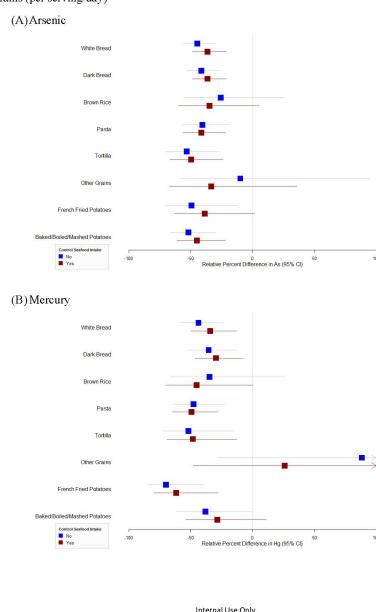 (per serving/day)
(A) Arsenic
White Bread
Dark Bread
Brown Rice
Pasta
Tortilla
Other Grains
French Fried Potatoes
Baked/Boiled/Mashed Potatoes
Control Seafood Intake
No
Yes
-100 -50 0 50 100
Relative Percent Difference in As (95% CI)
(B) Mercury
White Bread
Dark Bread
Brown Rice
Pasta
Tortilla
Other Grains
French Fried Potatoes
Baked/Boiled/Mashed Potatoes
Control Seafood Intake
No
Yes
-100 -50 0 50 100
Relative Percent Difference in Hg (95% CI)
Internal Use Only